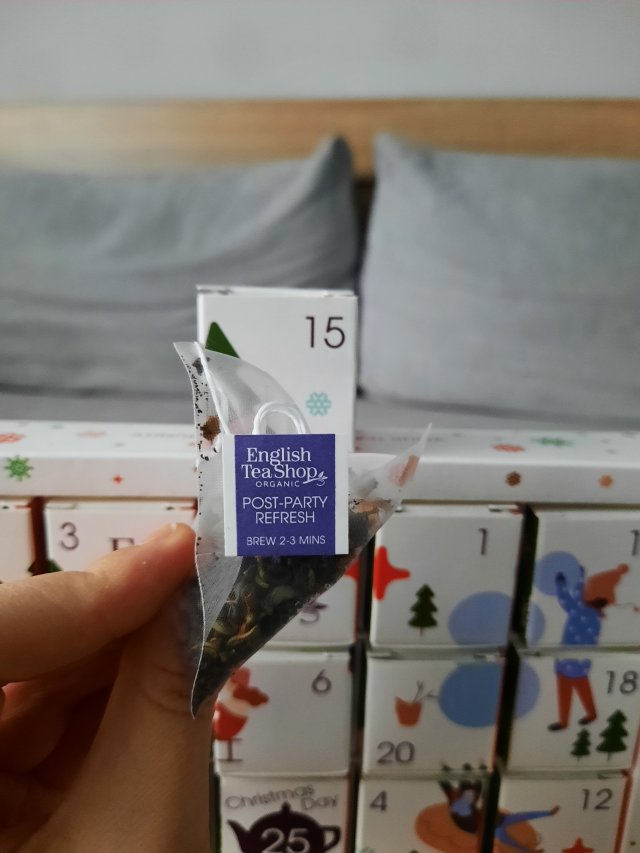 15
English
Tea Shop
ORGANIC
POST-PARTY
REFRESH
BREW 2-3 MINS
3
1
1
6
18
20
Christmas
Day
25
4
12